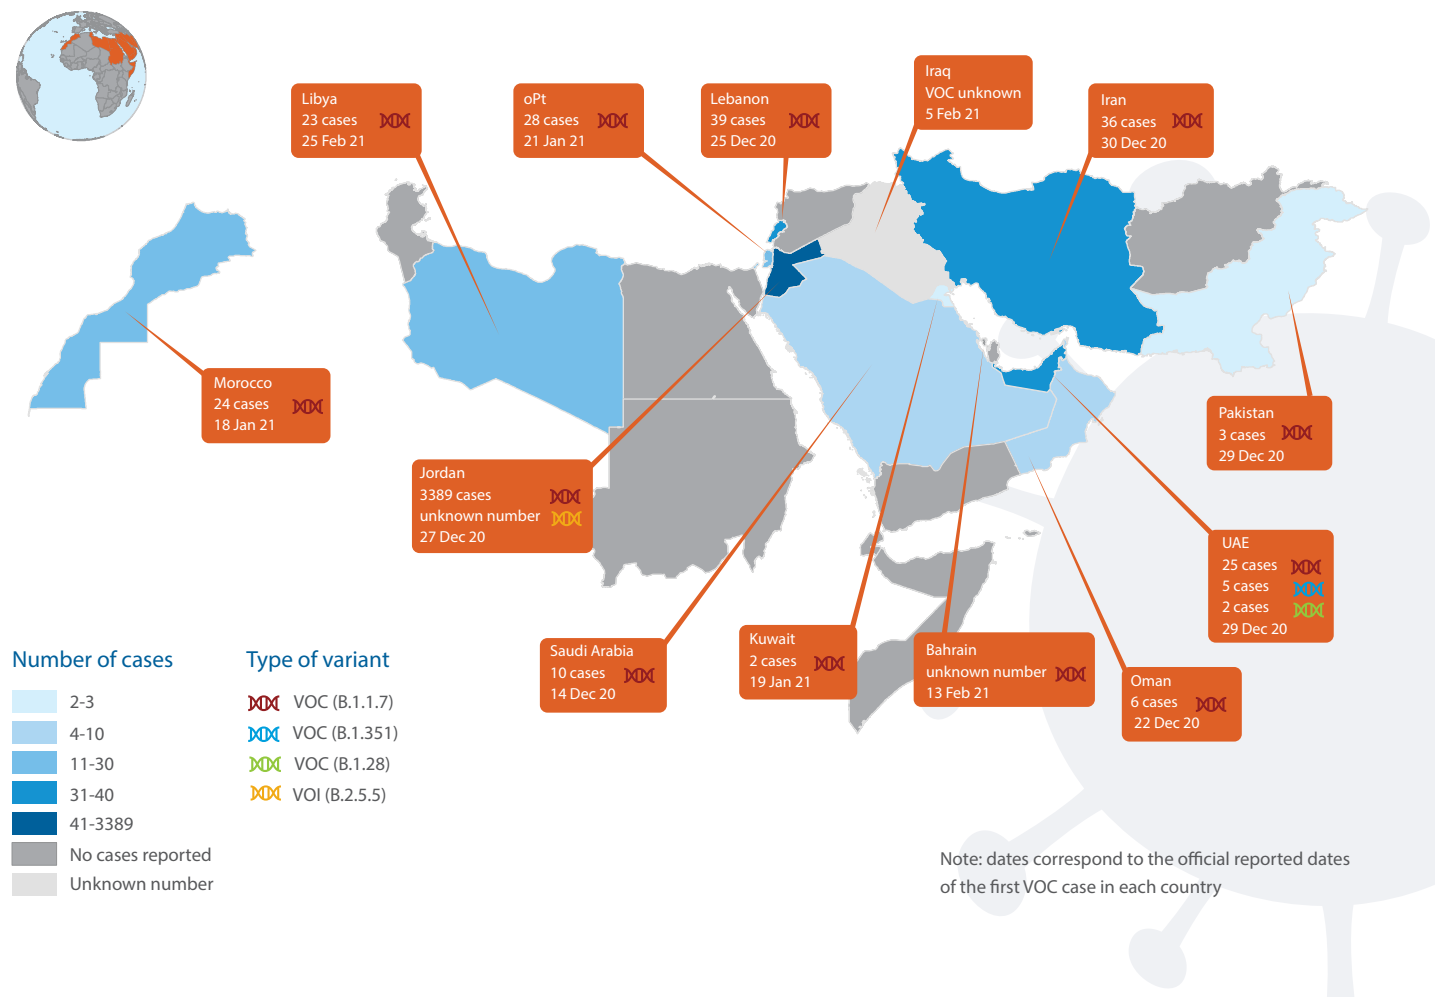 Iraq
VOC unknown
5 Feb 21
Libya
23 cases
25 Feb 21
oPt
28 cases
21 Jan 21
Lebanon
39 cases
25 Dec 20
Iran
36 cases
30 Dec 20
Morocco
24 cases
18 Jan 21
Pakistan
3 cases
29 Dec 20
Jordan
3389 cases
unknown number
27 Dec 20
UAE
25 cases
5 cases
2 cases
29 Dec 20
Saudi Arabia
10 cases
14 Dec 20
Kuwait
2 cases
19 Jan 21
Bahrain
unknown number
13 Feb 21
Oman
6 cases
22 Dec 20
Number of cases
2-3
4-10
11-30
31-40
41-3389
No cases reported
Unknown number
Type of variant
VOC (B.1.1.7)
VOC (B.1.351)
VOC (B.1.28)
VOI (B.2.5.5)
Note: dates correspond to the official reported dates
of the first VOC case in each country